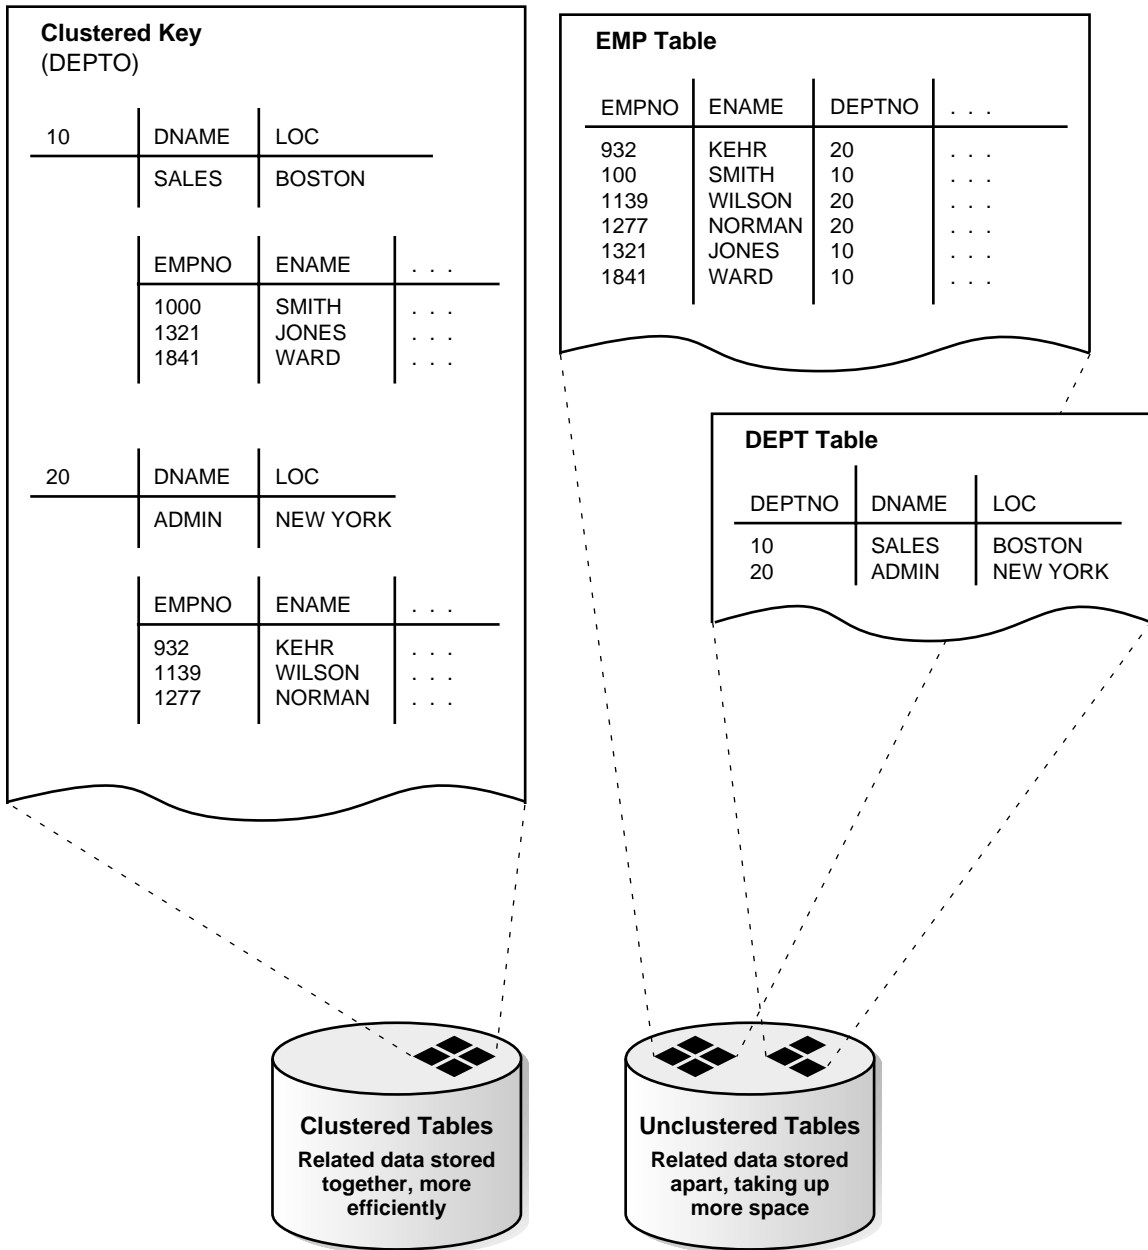 Clustered Key
(DEPTO)
10 DNAME LOC
SALES BOSTON
EMPNO ENAME . . .
1000 SMITH . . .
1321 JONES . . .
1841 WARD . . .
20 DNAME LOC
ADMIN NEW YORK
EMPNO ENAME . . .
932 KEHR . . .
1139 WILSON . . .
1277 NORMAN . . .
EMP Table
EMPNO ENAME DEPTNO . . .
932 KEHR 20 . . .
100 SMITH 10 . . .
1139 WILSON 20 . . .
1277 NORMAN 20 . . .
1321 JONES 10 . . .
1841 WARD 10 . . .
DEPT Table
DEPTNO DNAME LOC
10 SALES BOSTON
20 ADMIN NEW YORK
Clustered Tables
Related data stored
together, more
efficiently
Unclustered Tables
Related data stored
apart, taking up
more space